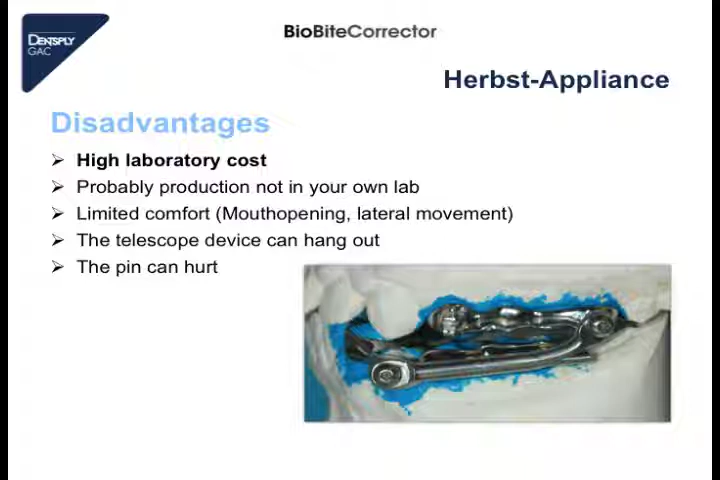 DENTSPLY
GAC
BioBiteCorrector
Herbst-Appliance
Disadvantages
➢ High laboratory cost
➢ Probably production not in your own lab
➢ Limited comfort (Mouthopening, lateral movement)
➢ The telescope device can hang out
➢ The pin can hurt